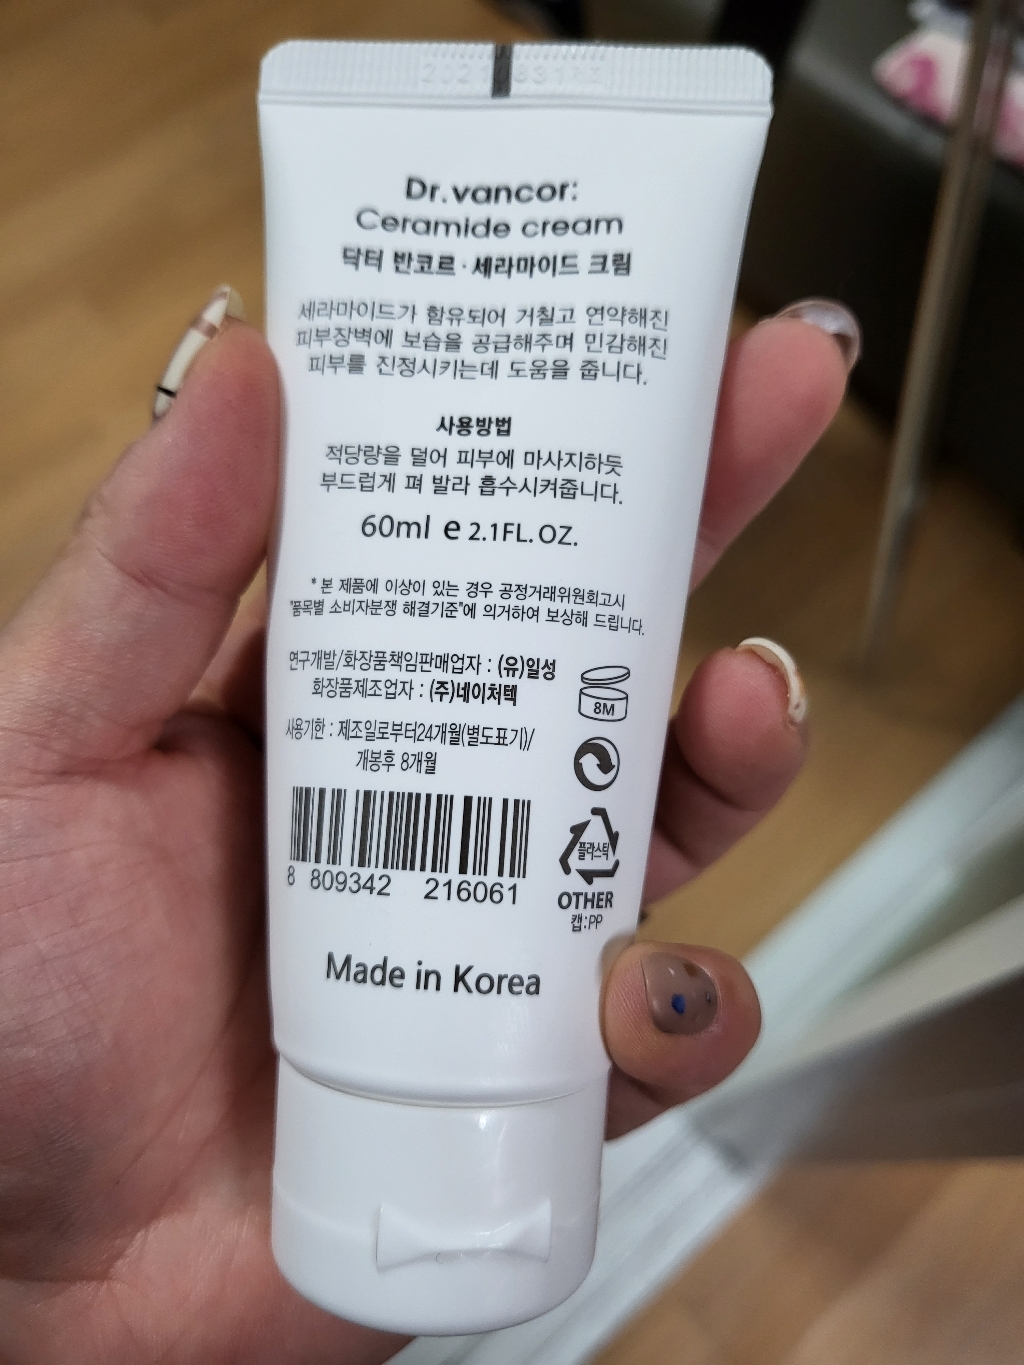 Dr.vancor:
Ceramide cream
닥터 반코르·세라마이드 크림
세라마이드가 함유되어 거칠고 연약해진
피부장벽에 보습을 공급해주며 민감해진
피부를 진정시키는데 도움을 줍니다.
사용방법
적당량을 덜어 피부에 마사지하듯
부드럽게 펴 발라 흡수시켜줍니다.
60ml e 2.1FL.OZ.
* 본 제품에 이상이 있는 경우 공정거래위원회고시
"품목별 소비자분쟁 해결기준"에 의거하여 보상해 드립니다.
연구개발/화장품책임판매업자 : (유)일성
화장품제조업자 : (주)네이처텍
8M
사용기한 : 제조일로부터24개월(별도표기)/
개봉후 8개월
플라스틱
OTHER
캡:PP
8 809342 216061
Made in Korea